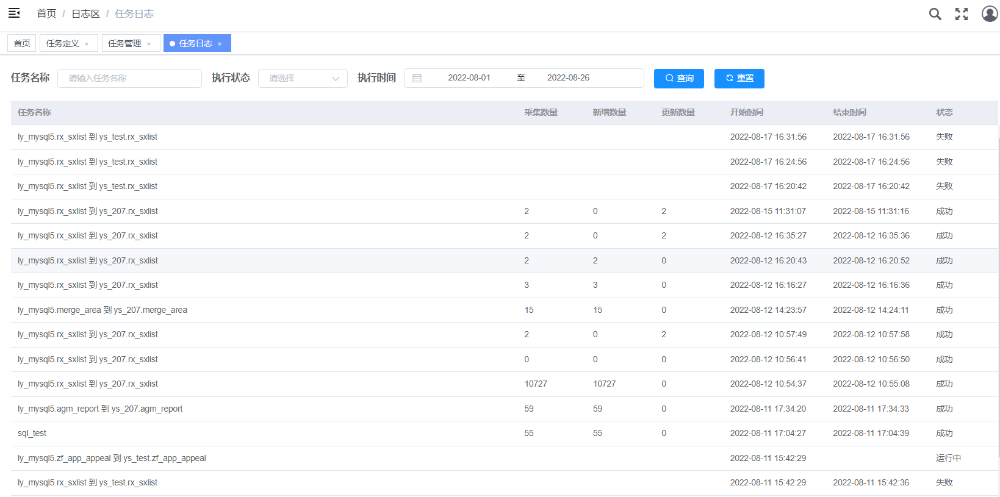 首页 / 日志区 / 任务日志
首页 任务定义 × 任务管理 × 任务日志 ×
任务名称 请输入任务名称 执行状态 请选择 执行时间 2022-08-01 至 2022-08-26 查询 重置
任务名称 采集数量 新增数量 更新数量 开始时间 结束时间 状态
ly_mysql5.rx_sxlist 到 ys_test.rx_sxlist 2022-08-17 16:31:56 2022-08-17 16:31:56 失败
ly_mysql5.rx_sxlist 到 ys_test.rx_sxlist 2022-08-17 16:24:56 2022-08-17 16:24:56 失败
ly_mysql5.rx_sxlist 到 ys_test.rx_sxlist 2022-08-17 16:20:42 2022-08-17 16:20:42 失败
ly_mysql5.rx_sxlist 到 ys_207.rx_sxlist 2 0 2 2022-08-15 11:31:07 2022-08-15 11:31:16 成功
ly_mysql5.rx_sxlist 到 ys_207.rx_sxlist 2 0 2 2022-08-12 16:35:27 2022-08-12 16:35:36 成功
ly_mysql5.rx_sxlist 到 ys_207.rx_sxlist 2 2 0 2022-08-12 16:20:43 2022-08-12 16:20:52 成功
ly_mysql5.rx_sxlist 到 ys_207.rx_sxlist 3 3 0 2022-08-12 16:16:27 2022-08-12 16:16:36 成功
ly_mysql5.merge_area 到 ys_207.merge_area 15 15 0 2022-08-12 14:23:57 2022-08-12 14:24:11 成功
ly_mysql5.rx_sxlist 到 ys_207.rx_sxlist 2 0 2 2022-08-12 10:57:49 2022-08-12 10:57:58 成功
ly_mysql5.rx_sxlist 到 ys_207.rx_sxlist 0 0 0 2022-08-12 10:56:41 2022-08-12 10:56:50 成功
ly_mysql5.rx_sxlist 到 ys_207.rx_sxlist 10727 10727 0 2022-08-12 10:54:37 2022-08-12 10:55:08 成功
ly_mysql5.agm_report 到 ys_207.agm_report 59 59 0 2022-08-11 17:34:20 2022-08-11 17:34:33 成功
sql_test 55 55 0 2022-08-11 17:04:27 2022-08-11 17:04:39 成功
ly_mysql5.zf_app_appeal 到 ys_test.zf_app_appeal 2022-08-11 15:42:29 运行中
ly_mysql5.rx_sxlist 到 ys_test.rx_sxlist 2022-08-11 15:42:29 2022-08-11 15:42:36 失败